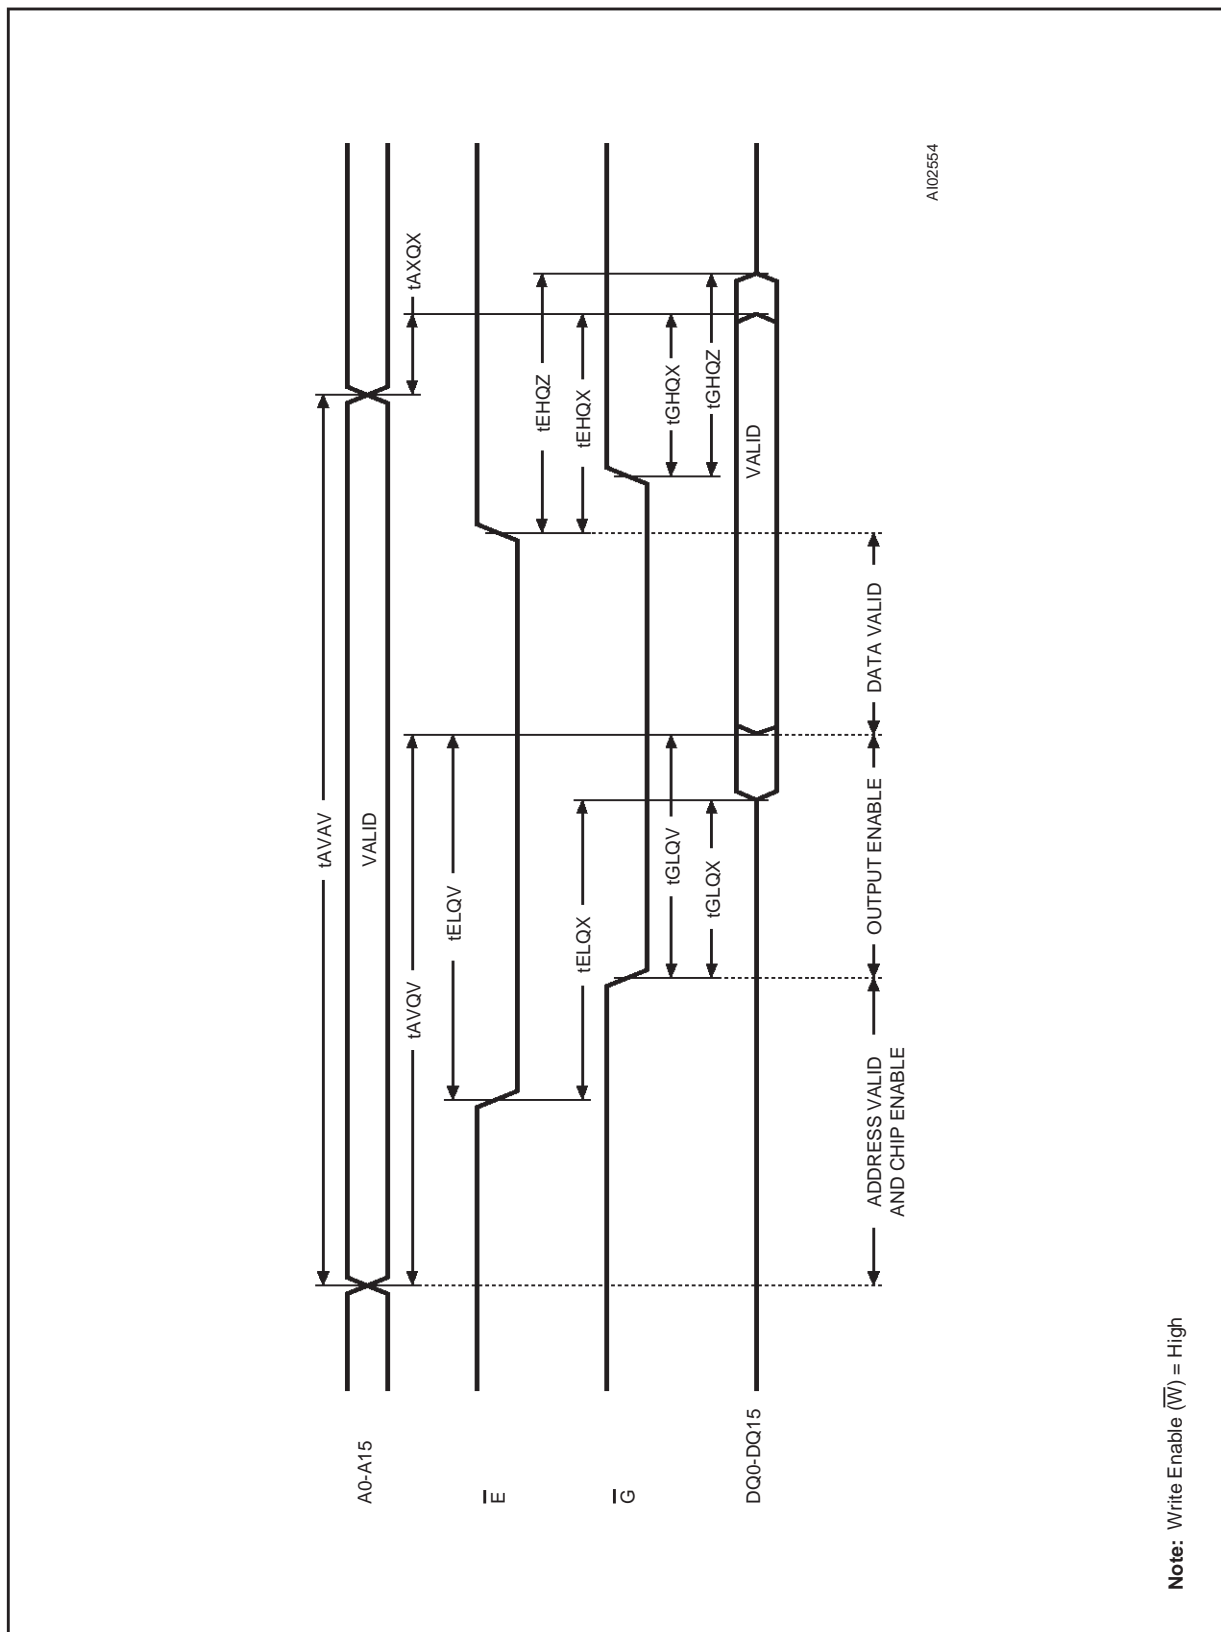 A0-A15
tAVAV
VALID
tAVQV
tAXQX
E
tELQV
tEHQZ
tELQX
tEHQX
G
tGLQV
tGHQX
tGLQX
tGHQZ
DQ0-DQ15
VALID
ADDRESS VALID
AND CHIP ENABLE
OUTPUT ENABLE
DATA VALID
AI02554
Note: Write Enable (W̅) = High